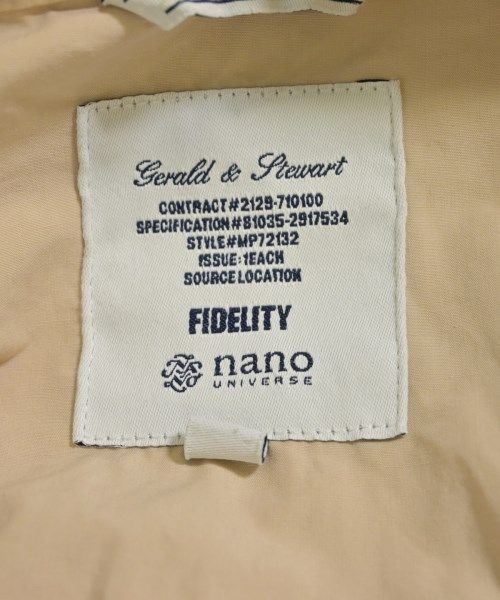 Gerald & Stewart
CONTRACT#2129-710100
SPECIFICATION#81035-2917534
STYLE#MP72132
ISSUE:1EACH
SOURCE LOCATION
FIDELITY
nano
UNIVERSE